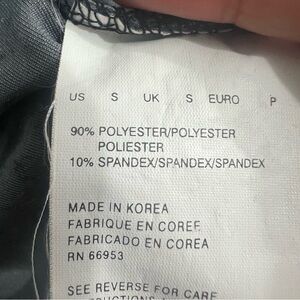 US S UK S EURO P
90% POLYESTER/POLYESTER
POLIESTER
10% SPANDEX/SPANDEX/SPANDEX
MADE IN KOREA
FABRIQUE EN COREE
FABRICADO EN COREA
RN 66953
SEE REVERSE FOR CARE